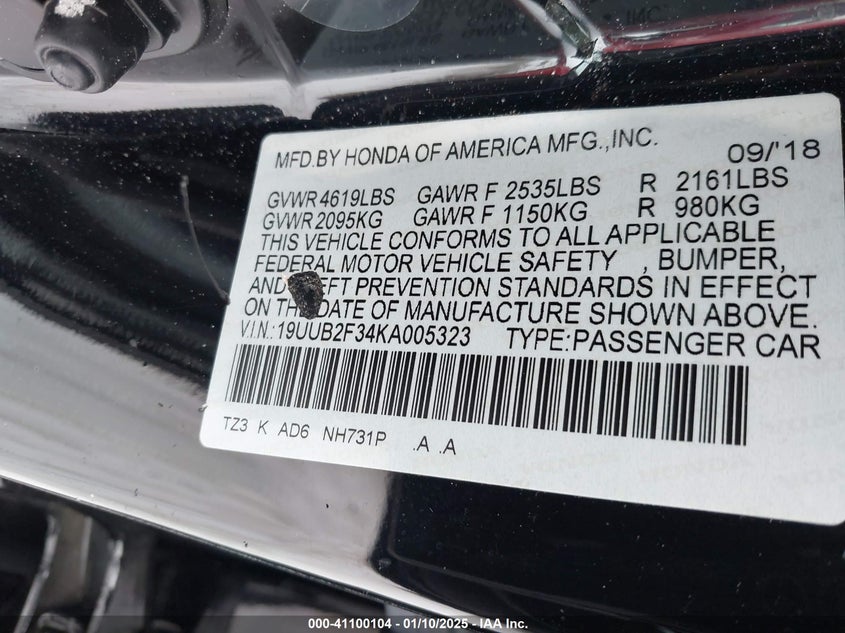 MFD.BY HONDA OF AMERICA MFG.,INC. 09/'18
GVWR 4619LBS GAWR F 2535LBS R 2161LBS
GVWR 2095KG GAWR F 1150KG R 980KG
THIS VEHICLE CONFORMS TO ALL APPLICABLE
FEDERAL MOTOR VEHICLE SAFETY , BUMPER,
AND THEFT PREVENTION STANDARDS IN EFFECT
ON THE DATE OF MANUFACTURE SHOWN ABOVE.
V.I.N.:19UUB2F34KA005323 TYPE:PASSENGER CAR
TZ3 K AD6 NH731P .A .A
000-41100104 — 01/10/2025 — © IAA Inc.